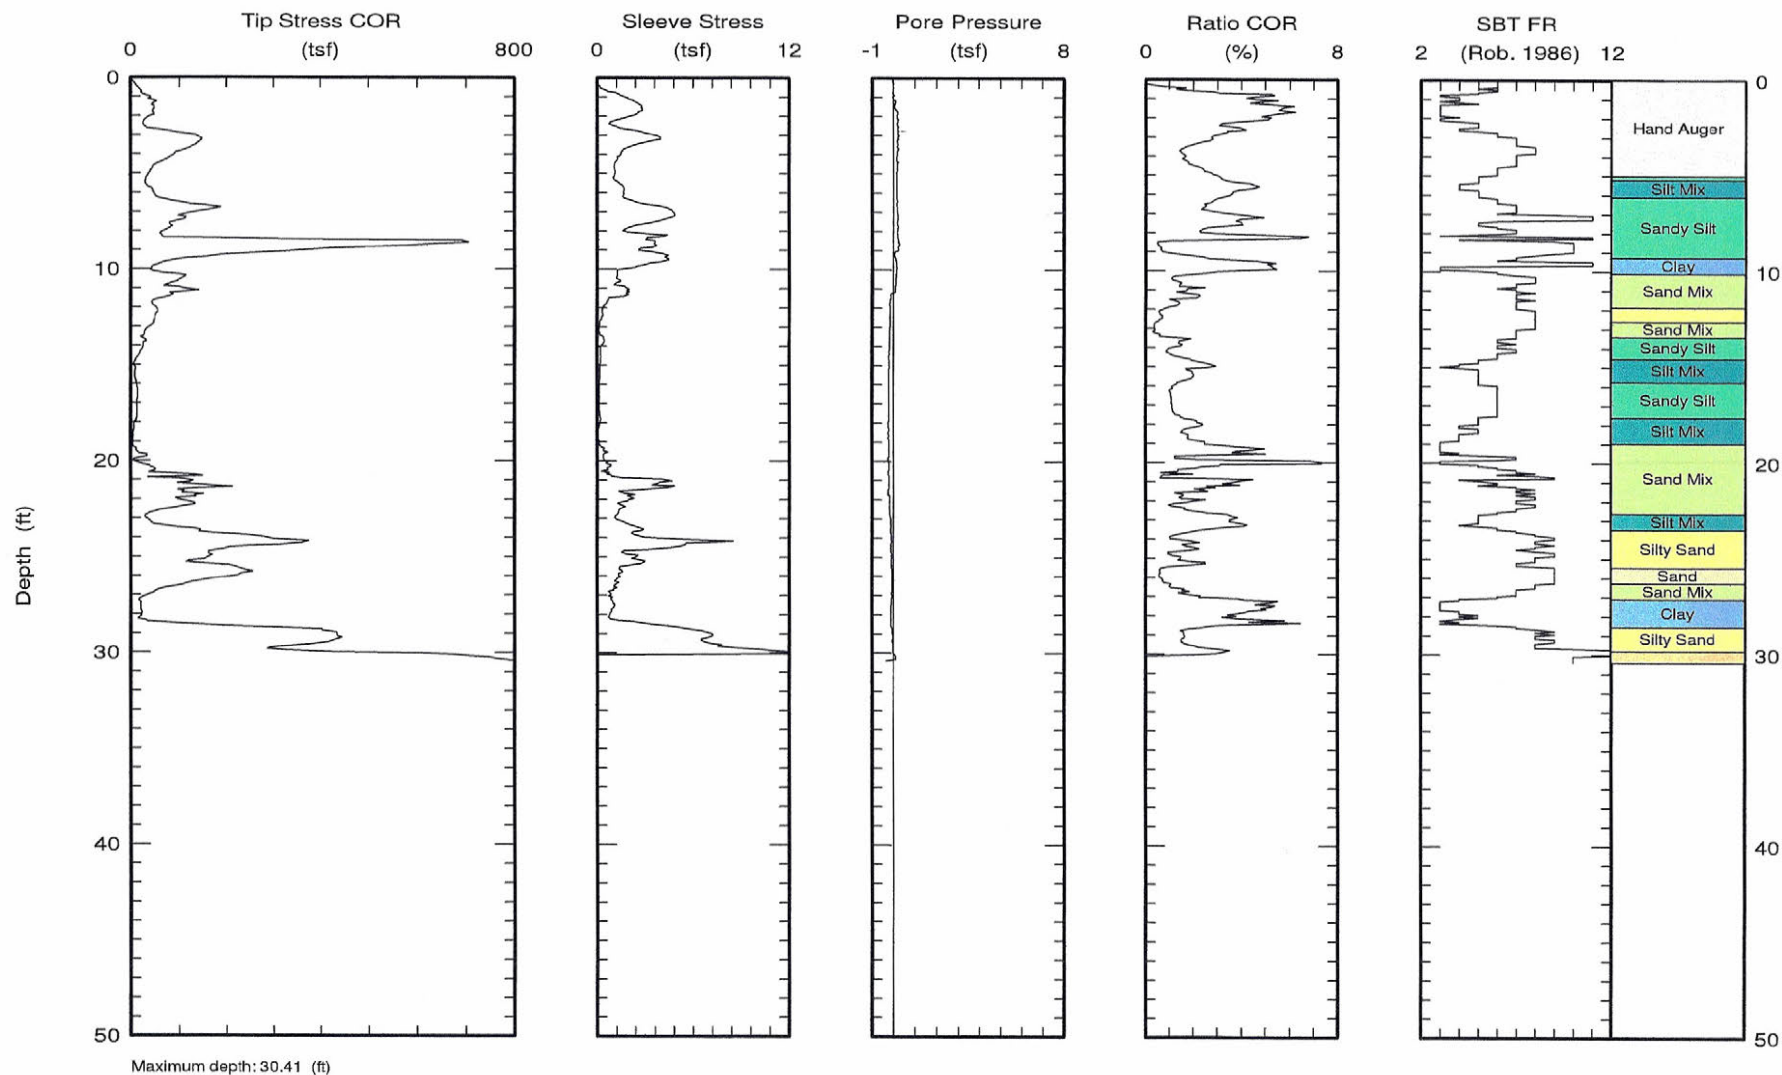 Tip Stress COR
0 (tsf) 800
Sleeve Stress
0 (tsf) 12
Pore Pressure
-1 (tsf) 8
Ratio COR
0 (%) 8
SBT FR
2 (Rob. 1986) 12
0
10
20
30
40
50
Depth (ft)
Hand Auger
Silt Mix
Sandy Silt
Clay
Sand Mix
Sand Mix
Sandy Silt
Silt Mix
Sandy Silt
Silt Mix
Sand Mix
Silt Mix
Silty Sand
Sand
Sand Mix
Clay
Silty Sand
0
10
20
30
40
50
Maximum depth: 30.41 (ft)